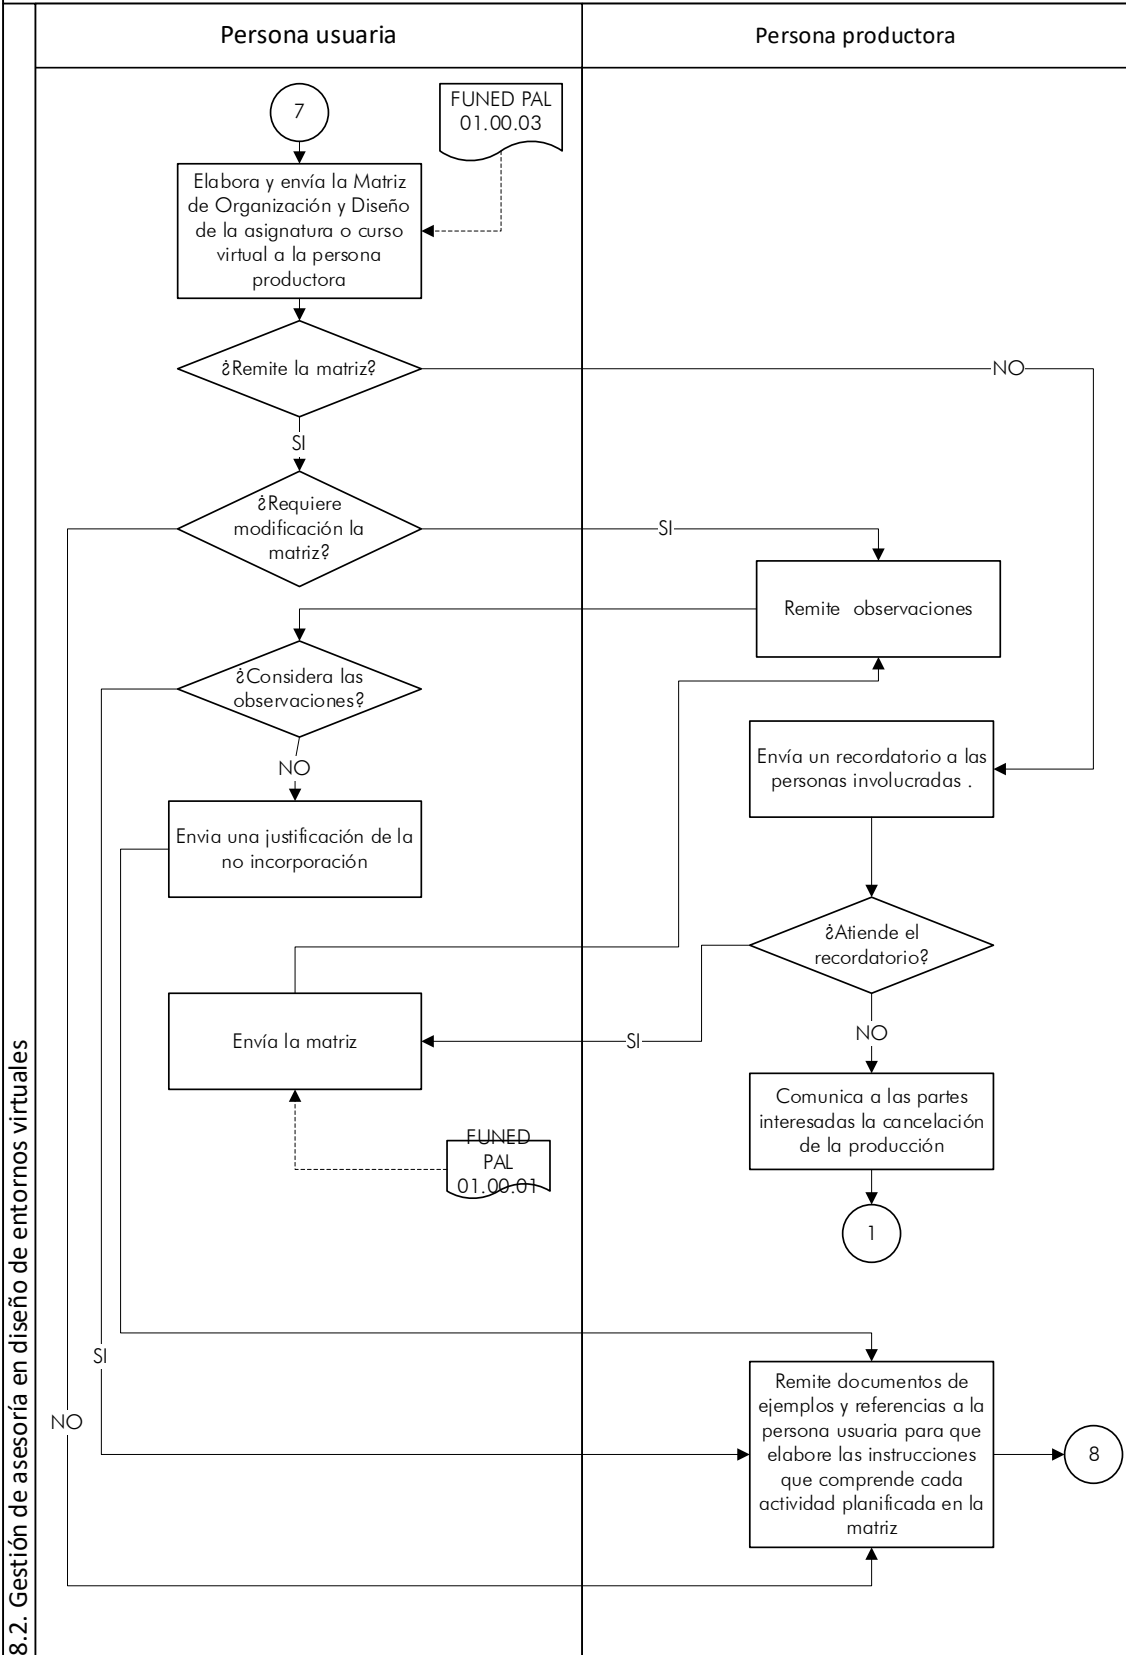 8.2. Gestión de asesoría en diseño de entornos virtuales
Persona usuaria
Persona productora
7
FUNED PAL
01.00.03
Elabora y envía la Matriz
de Organización y Diseño
de la asignatura o curso
virtual a la persona
productora
¿Remite la matriz?
NO
SI
¿Requiere
modificación la
matriz?
SI
Remite observaciones
¿Considera las
observaciones?
NO
Envía un recordatorio a las
personas involucradas .
Envia una justificación de la
no incorporación
¿Atiende el
recordatorio?
Envía la matriz
SI
NO
Comunica a las partes
interesadas la cancelación
de la producción
FUNED
PAL
01.00.01
1
SI
Remite documentos de
ejemplos y referencias a la
persona usuaria para que
elabore las instrucciones
que comprende cada
actividad planificada en la
matriz
8
NO